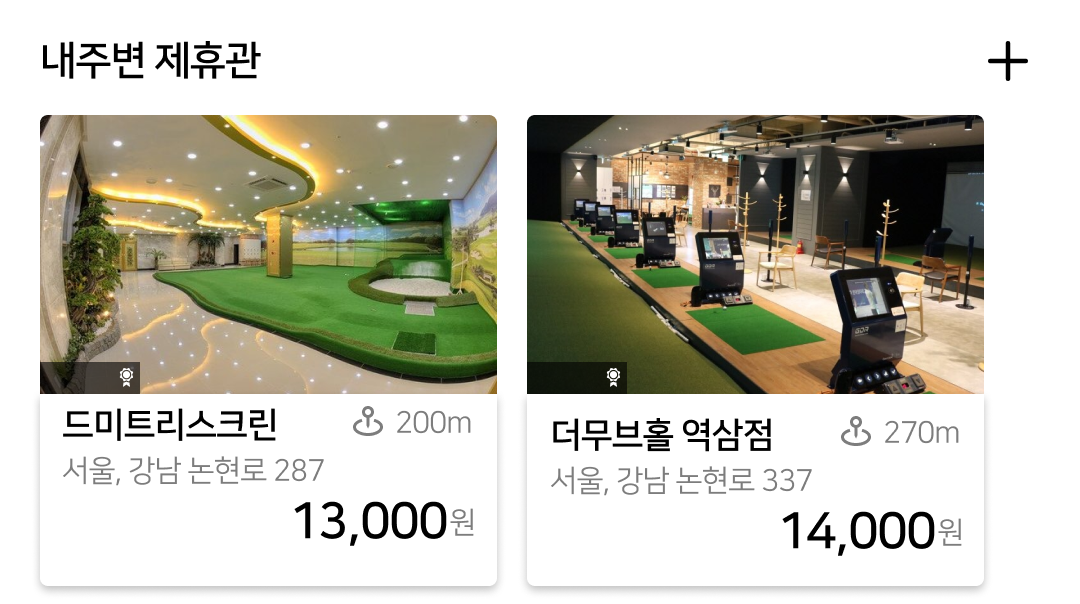 내주변 제휴관
드미트리스크린
200m
서울, 강남 논현로 287
13,000원
더무브홀 역삼점
270m
서울, 강남 논현로 337
14,000원